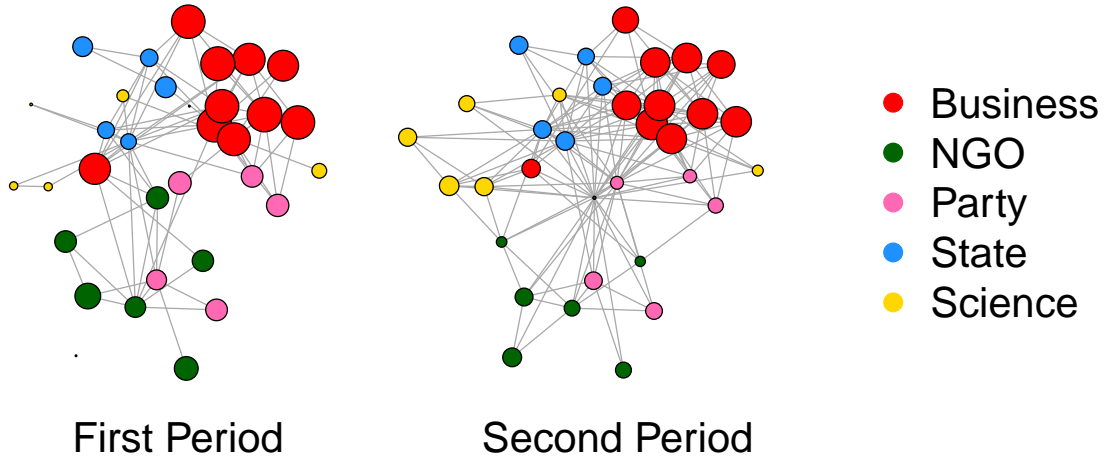 Business
NGO
Party
State
Science
First Period
Second Period